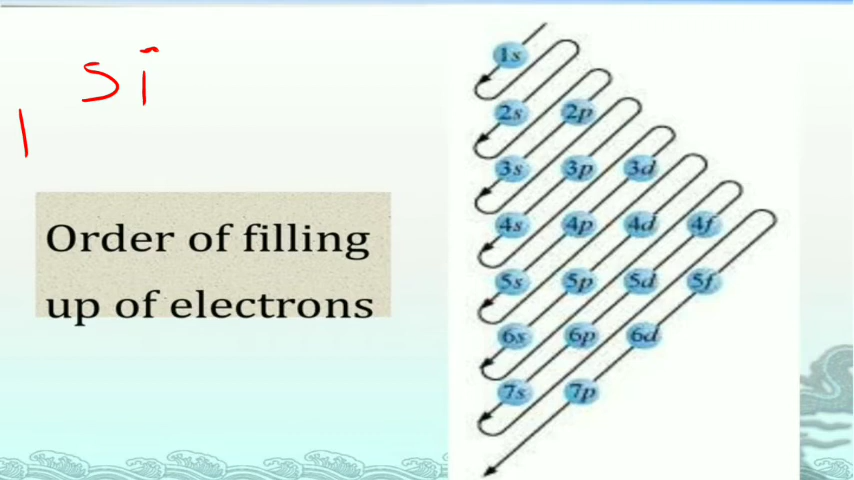 Si
1
Order of filling
up of electrons
1s
2s 2p
3s 3p 3d
4s 4p 4d 4f
5s 5p 5d 5f
6s 6p 6d
7s 7p